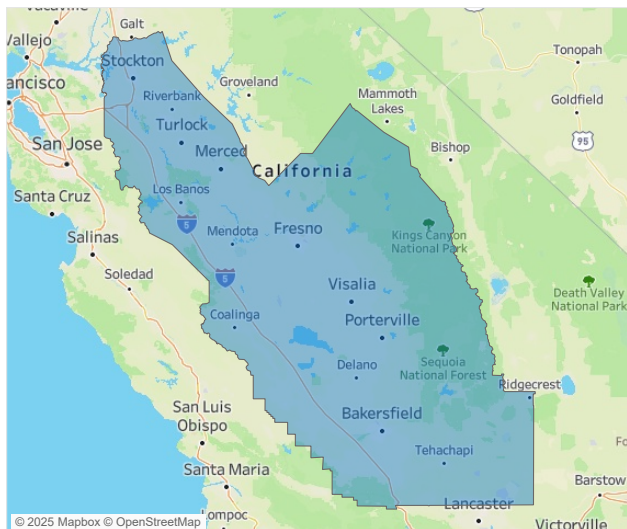 Vacaville
Galt
Vallejo
Stockton
Tonopah
Groveland
ancisco
Riverbank
Mammoth
Lakes
Goldfield
Turlock
95
San Jose
Merced
Bishop
California
Los Banos
Santa Cruz
5
Mendota
Fresno
Kings Canyon
National Park
Salinas
Soledad
5
Visalia
Death Valley
National Park
Coalinga
Porterville
Delano
Sequoia
National Forest
Ridgecrest
San Luis
Obispo
Bakersfield
Fo
Tehachapi
Santa Maria
Barstow
Lancaster
Lompoc
Victorville
© 2025 Mapbox © OpenStreetMap